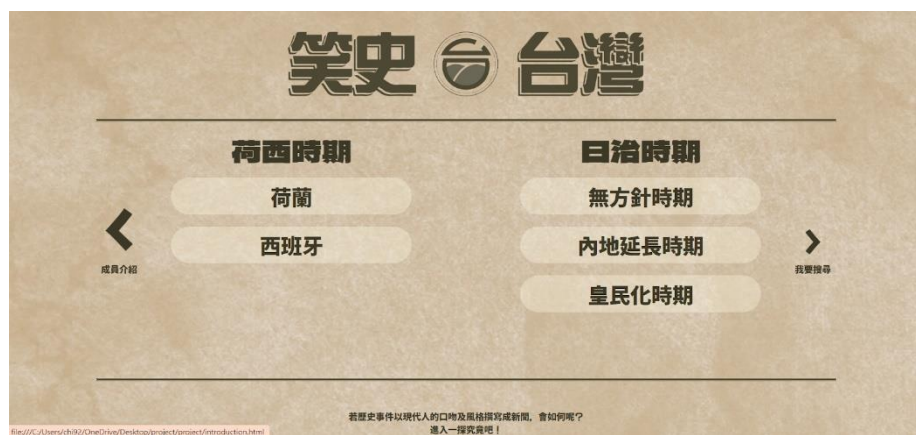 笑史 台灣
荷西時期
荷蘭
西班牙
日治時期
無方針時期
內地延長時期
皇民化時期
成員介紹
我要搜尋
若歷史事件以現代人的口吻及風格撰寫成新聞，會如何呢？
進入一探究竟吧！
file:///C:/Users/chi92/OneDrive/Desktop/project/project/introduction.html